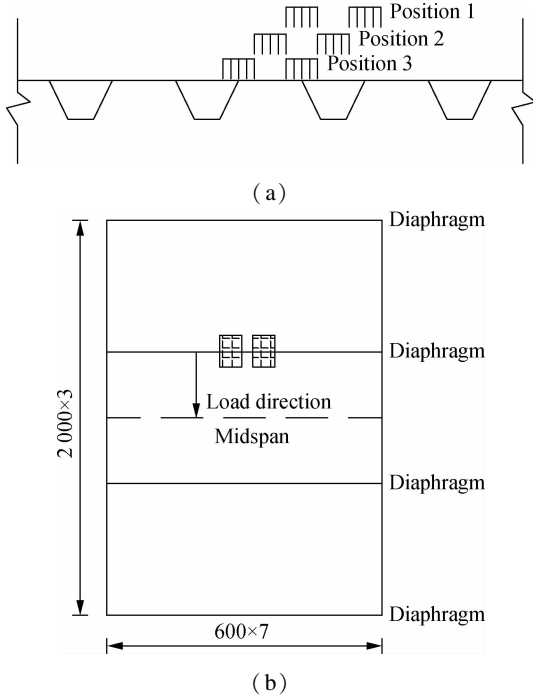 Position 1
Position 2
Position 3
(a)
Diaphragm
Diaphragm
Load direction
Midspan
2 000×3
Diaphragm
Diaphragm
600×7
(b)